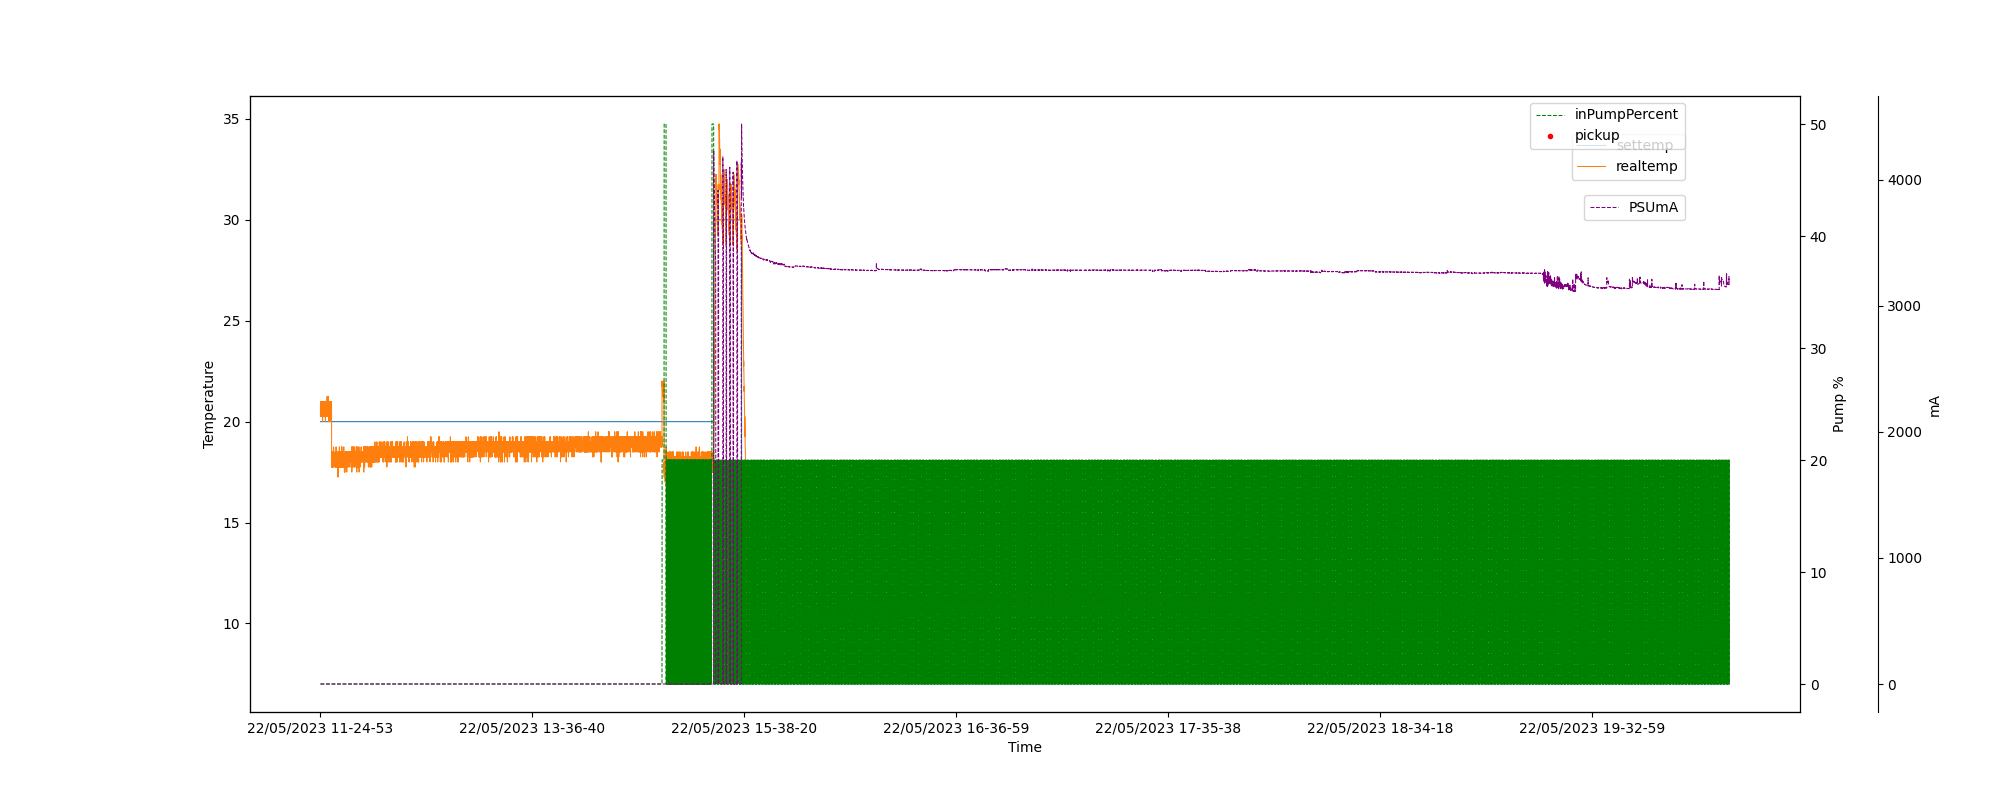 35
30
25
20
15
10
Temperature
22/05/2023 11-24-53
22/05/2023 13-36-40
22/05/2023 15-38-20
22/05/2023 16-36-59
22/05/2023 17-35-38
22/05/2023 18-34-18
22/05/2023 19-32-59
Time
inPumpPercent
pickup
settemp
realtemp
PSUmA
50
40
30
20
10
0
Pump %
4000
3000
2000
1000
0
mA